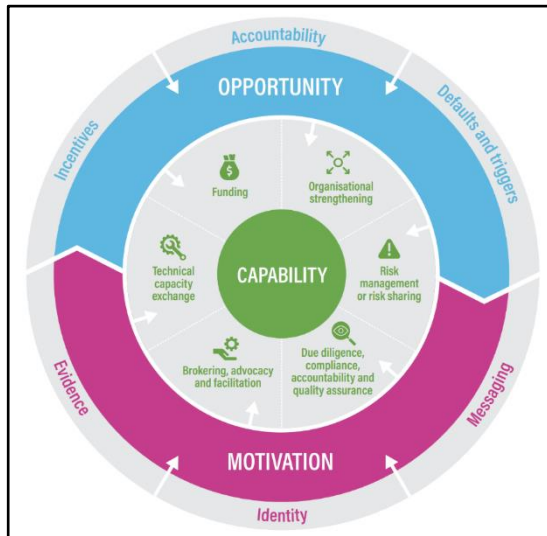 Accountability
OPPORTUNITY
Incentives
Defaults and triggers
Funding
Organisational
strengthening
Technical
capacity
exchange
CAPABILITY
Risk
management
or risk sharing
Brokering, advocacy
and facilitation
Due diligence,
compliance,
accountability and
quality assurance
Evidence
Messaging
MOTIVATION
Identity